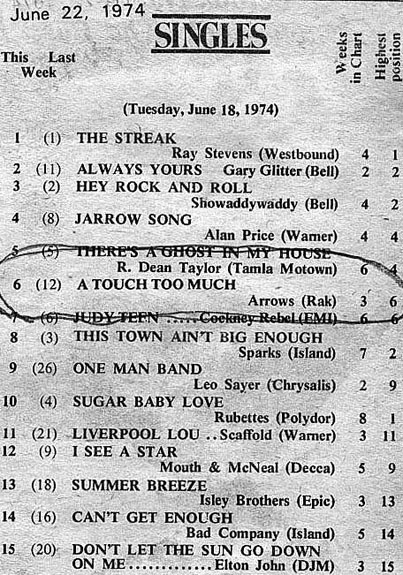 June 22, 1974
SINGLES
This Last
Week
Weeks in Chart
Highest position
(Tuesday, June 18, 1974)
1 (1) THE STREAK
Ray Stevens (Westbound) 4 1
2 (11) ALWAYS YOURS Gary Glitter (Bell) 2 2
3 (2) HEY ROCK AND ROLL
Showaddywaddy (Bell) 4 2
4 (8) JARROW SONG
Alan Price (Warner) 4 4
5 (5) THERE'S A GHOST IN MY HOUSE
R. Dean Taylor (Tamla Motown) 6 4
6 (12) A TOUCH TOO MUCH
Arrows (Rak) 3 6
7 (6) JUDY TEEN ..... Cockney Rebel (EMI) 6 6
8 (3) THIS TOWN AIN'T BIG ENOUGH
Sparks (Island) 7 2
9 (26) ONE MAN BAND
Leo Sayer (Chrysalis) 2 9
10 (4) SUGAR BABY LOVE
Rubettes (Polydor) 8 1
11 (21) LIVERPOOL LOU .. Scaffold (Warner) 3 11
12 (9) I SEE A STAR
Mouth & McNeal (Decca) 5 9
13 (18) SUMMER BREEZE
Isley Brothers (Epic) 3 13
14 (16) CAN'T GET ENOUGH
Bad Company (Island) 5 14
15 (20) DON'T LET THE SUN GO DOWN
ON ME ............ Elton John (DJM) 3 15